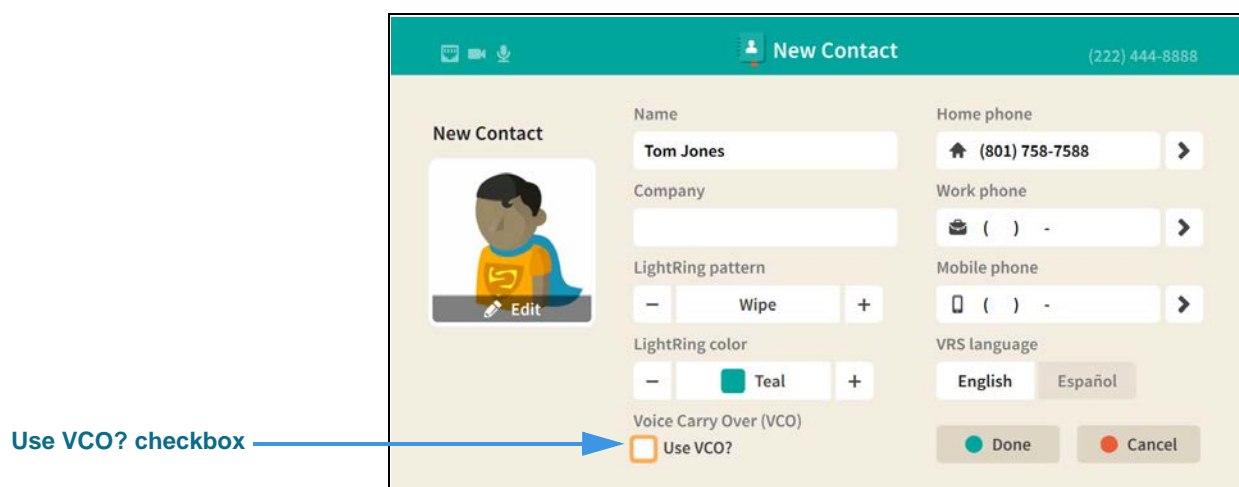 New Contact
(222) 444-8888
New Contact
Edit
Name
Tom Jones
Company
LightRing pattern
− Wipe +
LightRing color
− Teal +
Voice Carry Over (VCO)
Use VCO?
Home phone
(801) 758-7588
Work phone
( ) -
Mobile phone
( ) -
VRS language
English Español
Done Cancel
Use VCO? checkbox